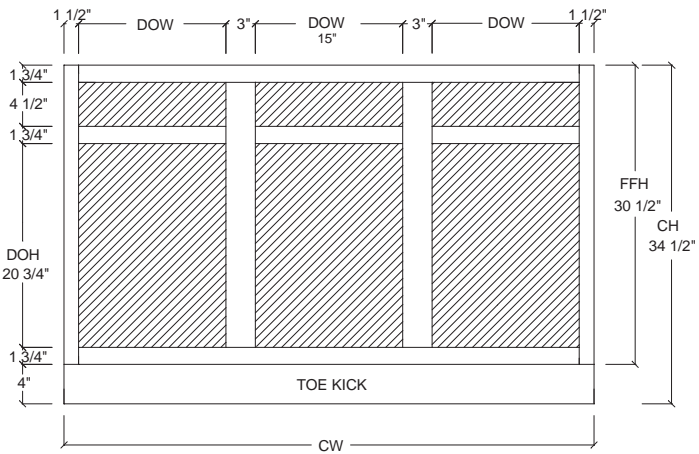 1 1/2"
DOW
3"
DOW
15"
3"
DOW
1 1/2"
1 3/4"
4 1/2"
1 3/4"
DOH
20 3/4"
1 3/4"
4"
FFH
30 1/2"
CH
34 1/2"
TOE KICK
CW